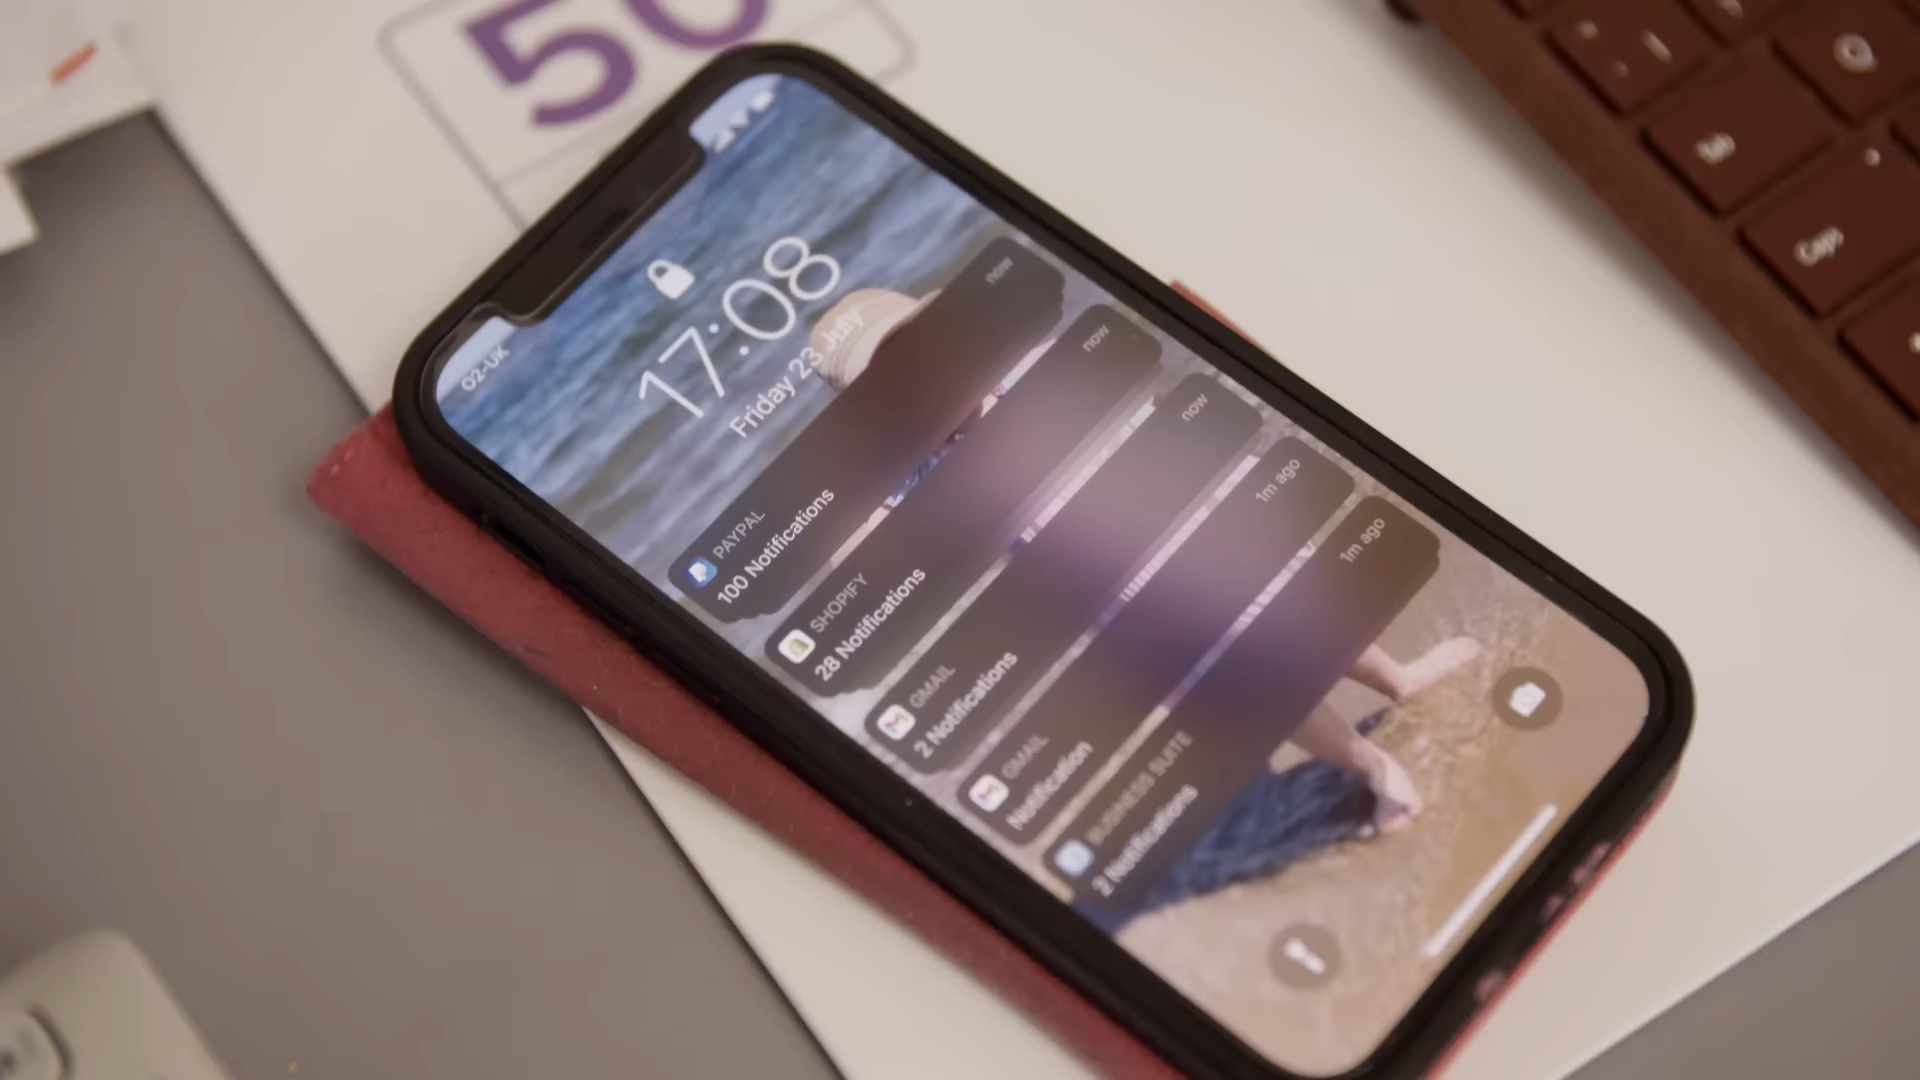 50
O2-UK
17:08
Friday 23 July
PAYPAL
now
100 Notifications
SHOPIFY
now
28 Notifications
GMAIL
now
2 Notifications
GMAIL
1m ago
Notification
BUSINESS SUITE
1m ago
2 Notifications
Tab
Caps